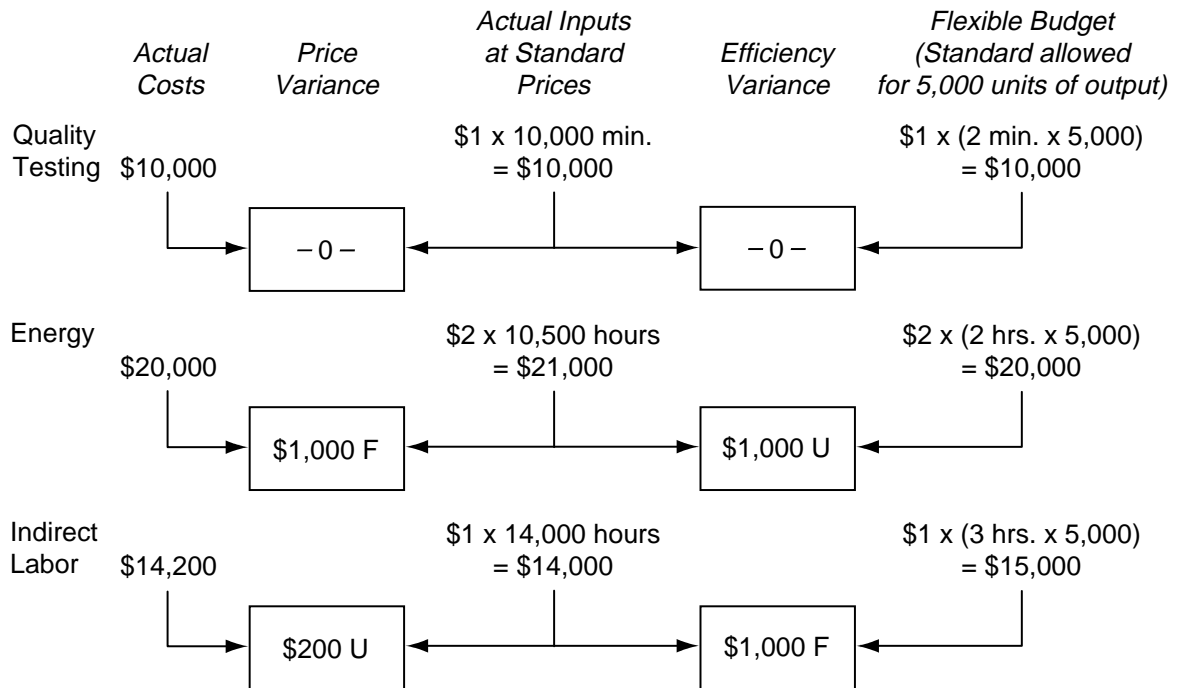 Actual
Costs
Price
Variance
Actual Inputs
at Standard
Prices
Efficiency
Variance
Flexible Budget
(Standard allowed
for 5,000 units of output)
Quality
Testing
$10,000
$1 x 10,000 min.
= $10,000
$1 x (2 min. x 5,000)
= $10,000
– 0 –
– 0 –
Energy
$20,000
$2 x 10,500 hours
= $21,000
$2 x (2 hrs. x 5,000)
= $20,000
$1,000 F
$1,000 U
Indirect
Labor
$14,200
$1 x 14,000 hours
= $14,000
$1 x (3 hrs. x 5,000)
= $15,000
$200 U
$1,000 F